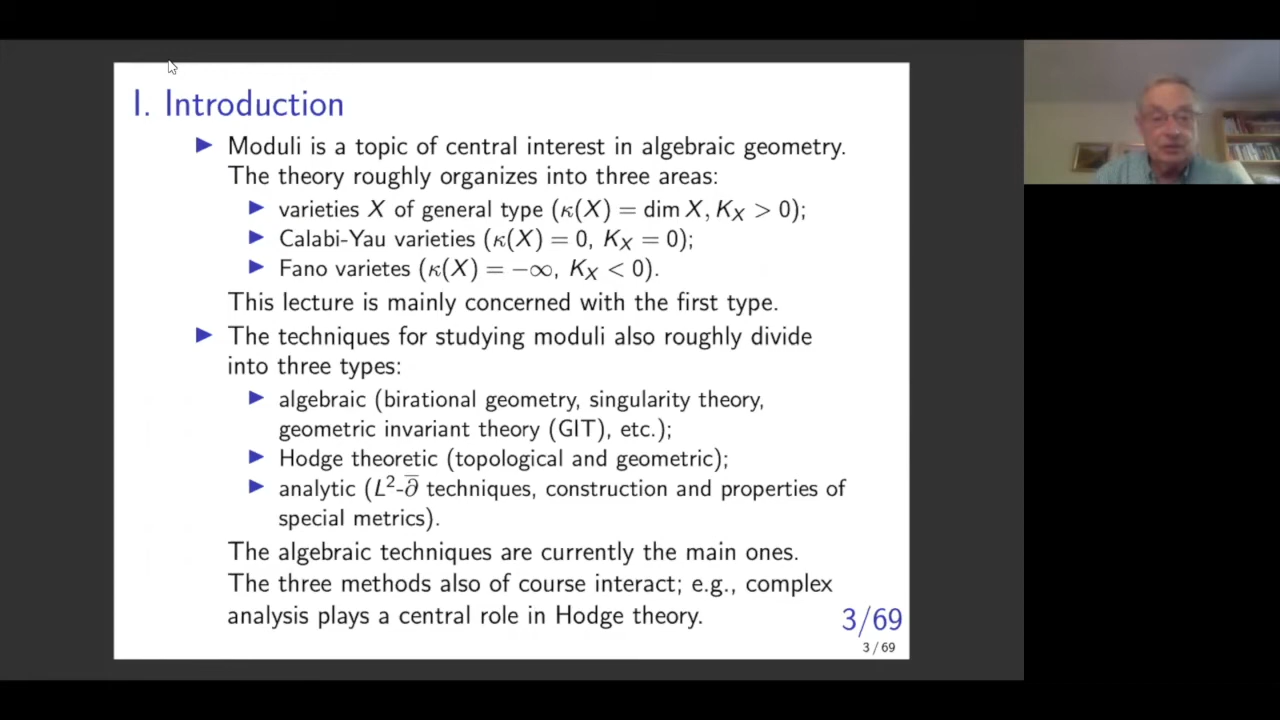 I. Introduction
▶ Moduli is a topic of central interest in algebraic geometry.
The theory roughly organizes into three areas:
▶ varieties X of general type (κ(X) = dim X, K_X > 0);
▶ Calabi-Yau varieties (κ(X) = 0, K_X = 0);
▶ Fano varietes (κ(X) = −∞, K_X < 0).
This lecture is mainly concerned with the first type.
▶ The techniques for studying moduli also roughly divide
into three types:
▶ algebraic (birational geometry, singularity theory,
geometric invariant theory (GIT), etc.);
▶ Hodge theoretic (topological and geometric);
▶ analytic (L²-∂̅ techniques, construction and properties of
special metrics).
The algebraic techniques are currently the main ones.
The three methods also of course interact; e.g., complex
analysis plays a central role in Hodge theory.
3/69
3 / 69